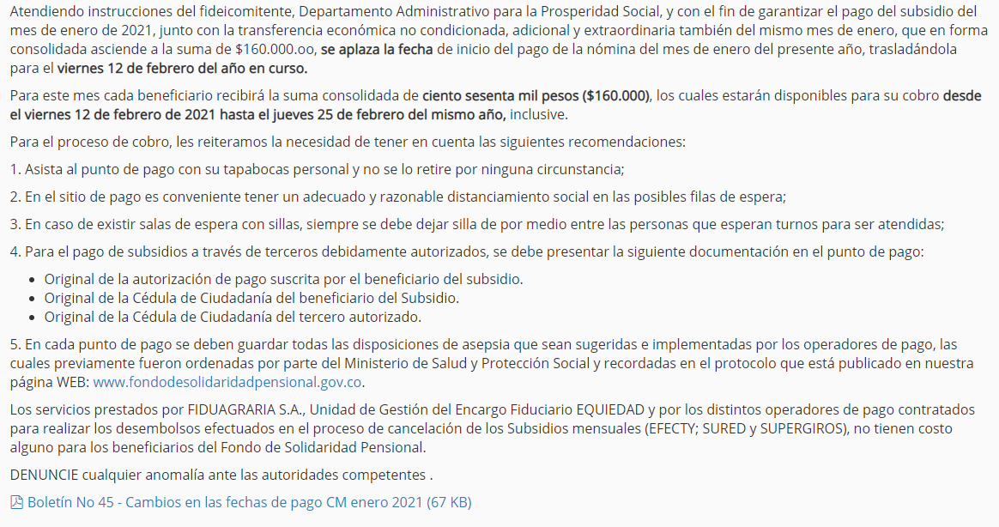 Atendiendo instrucciones del fideicomitente, Departamento Administrativo para la Prosperidad Social, y con el fin de garantizar el pago del subsidio del
mes de enero de 2021, junto con la transferencia económica no condicionada, adicional y extraordinaria también del mismo mes de enero, que en forma
consolidada asciende a la suma de $160.000.oo, se aplaza la fecha de inicio del pago de la nómina del mes de enero del presente año, trasladándola
para el viernes 12 de febrero del año en curso.
Para este mes cada beneficiario recibirá la suma consolidada de ciento sesenta mil pesos ($160.000), los cuales estarán disponibles para su cobro desde
el viernes 12 de febrero de 2021 hasta el jueves 25 de febrero del mismo año, inclusive.
Para el proceso de cobro, les reiteramos la necesidad de tener en cuenta las siguientes recomendaciones:
1. Asista al punto de pago con su tapabocas personal y no se lo retire por ninguna circunstancia;
2. En el sitio de pago es conveniente tener un adecuado y razonable distanciamiento social en las posibles filas de espera;
3. En caso de existir salas de espera con sillas, siempre se debe dejar silla de por medio entre las personas que esperan turnos para ser atendidas;
4. Para el pago de subsidios a través de terceros debidamente autorizados, se debe presentar la siguiente documentación en el punto de pago:
• Original de la autorización de pago suscrita por el beneficiario del subsidio.
• Original de la Cédula de Ciudadanía del beneficiario del Subsidio.
• Original de la Cédula de Ciudadanía del tercero autorizado.
5. En cada punto de pago se deben guardar todas las disposiciones de asepsia que sean sugeridas e implementadas por los operadores de pago, las
cuales previamente fueron ordenadas por parte del Ministerio de Salud y Protección Social y recordadas en el protocolo que está publicado en nuestra
página WEB: www.fondodesolidaridadpensional.gov.co.
Los servicios prestados por FIDUAGRARIA S.A., Unidad de Gestión del Encargo Fiduciario EQUIEDAD y por los distintos operadores de pago contratados
para realizar los desembolsos efectuados en el proceso de cancelación de los Subsidios mensuales (EFECTY; SURED y SUPERGIROS), no tienen costo
alguno para los beneficiarios del Fondo de Solidaridad Pensional.
DENUNCIE cualquier anomalía ante las autoridades competentes .
Boletín No 45 - Cambios en las fechas de pago CM enero 2021 (67 KB)